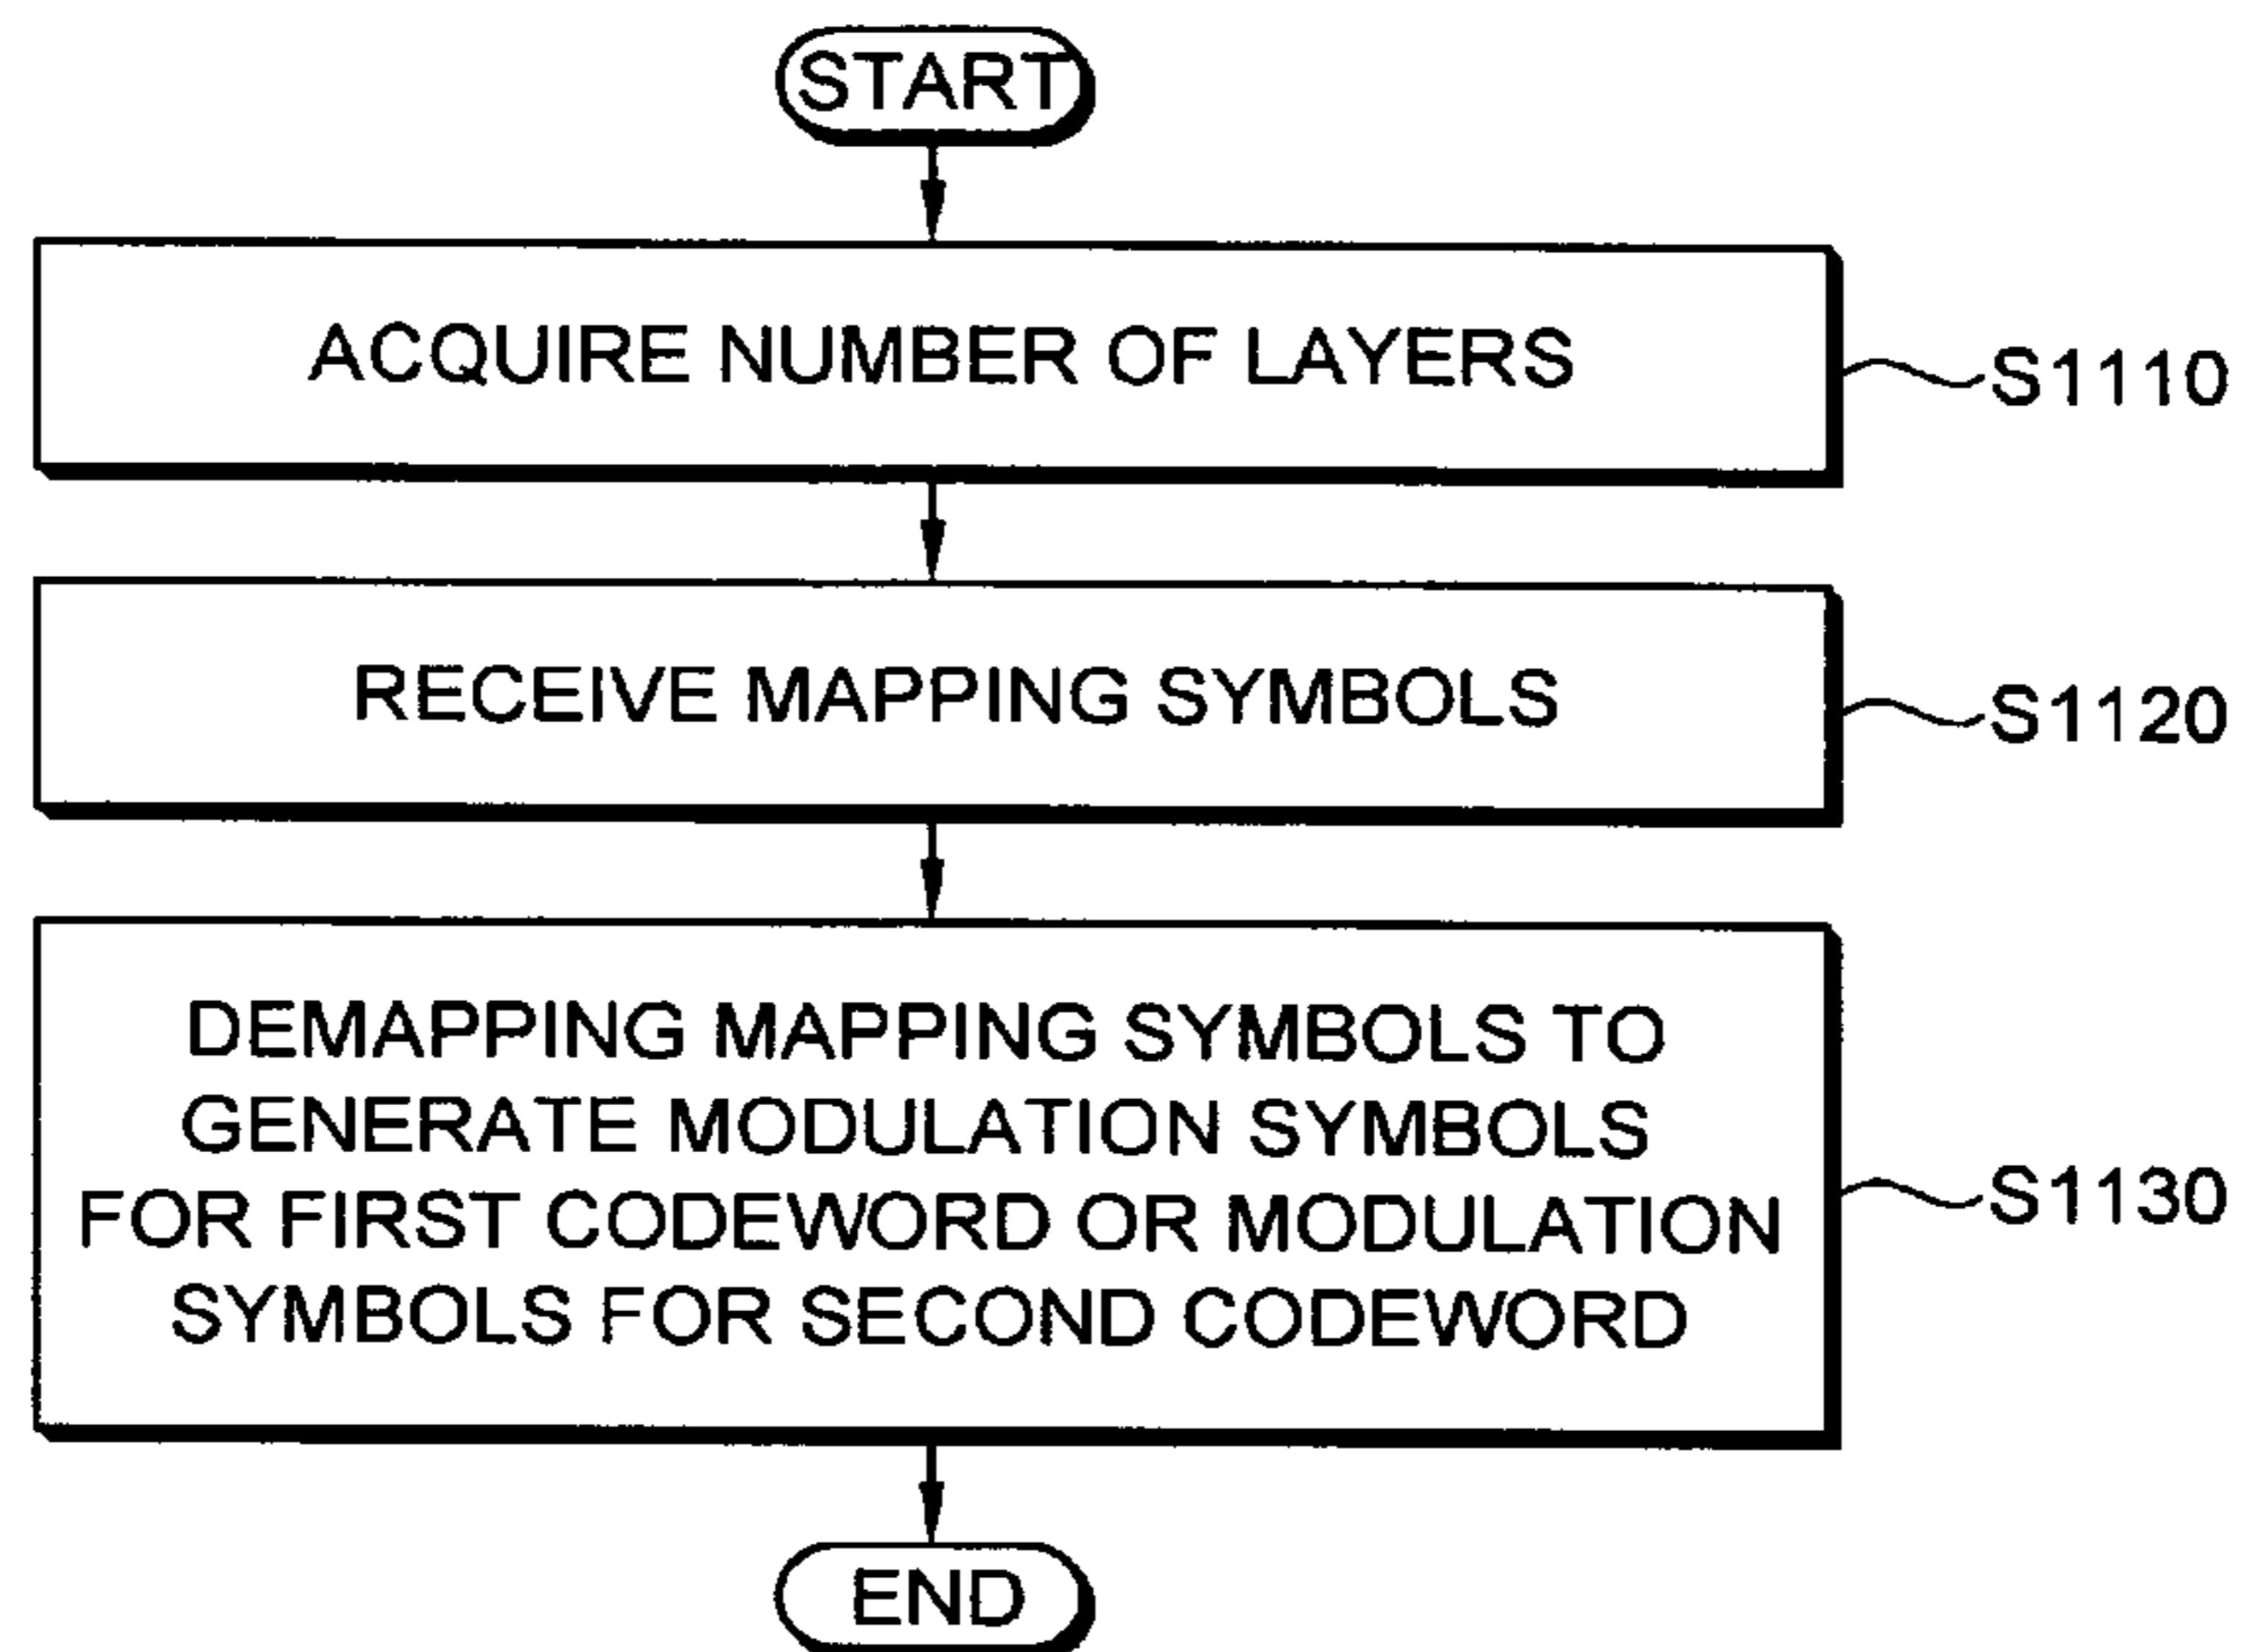 START
ACQUIRE NUMBER OF LAYERS
S1110
RECEIVE MAPPING SYMBOLS
S1120
DEMAPPING MAPPING SYMBOLS TO
GENERATE MODULATION SYMBOLS
FOR FIRST CODEWORD OR MODULATION
SYMBOLS FOR SECOND CODEWORD
S1130
END